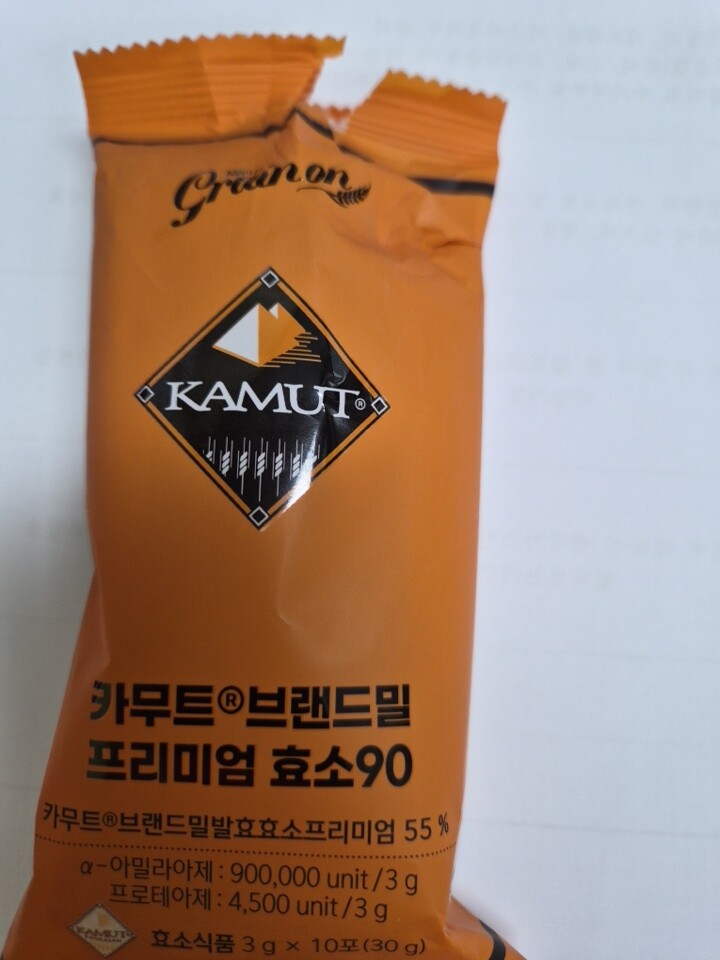 Grain on
KAMUT®
카무트®브랜드밀
프리미엄 효소90
카무트®브랜드밀발효효소프리미엄 55 %
α-아밀라아제 : 900,000 unit/3 g
프로테아제 : 4,500 unit/3 g
KAMUT
효소식품 3 g × 10포(30 g)